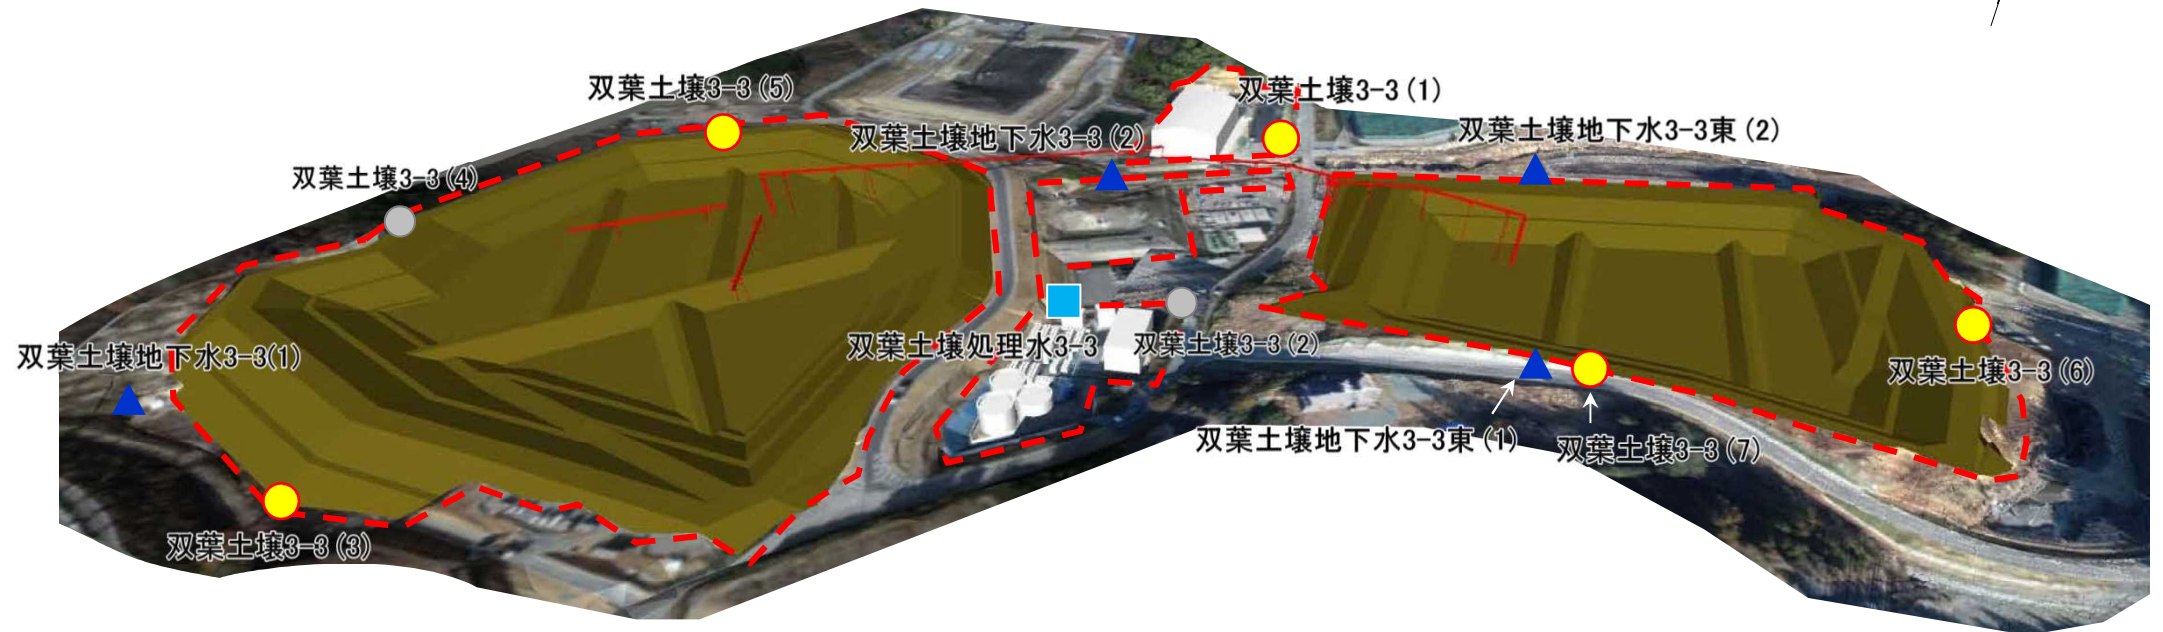 双葉土壌3-3(5)
双葉土壌3-3(1)
双葉土壌地下水3-3(2)
双葉土壌地下水3-3東(2)
双葉土壌3-3(4)
双葉土壌地下水3-3(1)
双葉土壌処理水3-3
双葉土壌3-3(2)
双葉土壌3-3(6)
双葉土壌地下水3-3東(1)
双葉土壌3-3(7)
双葉土壌3-3(3)